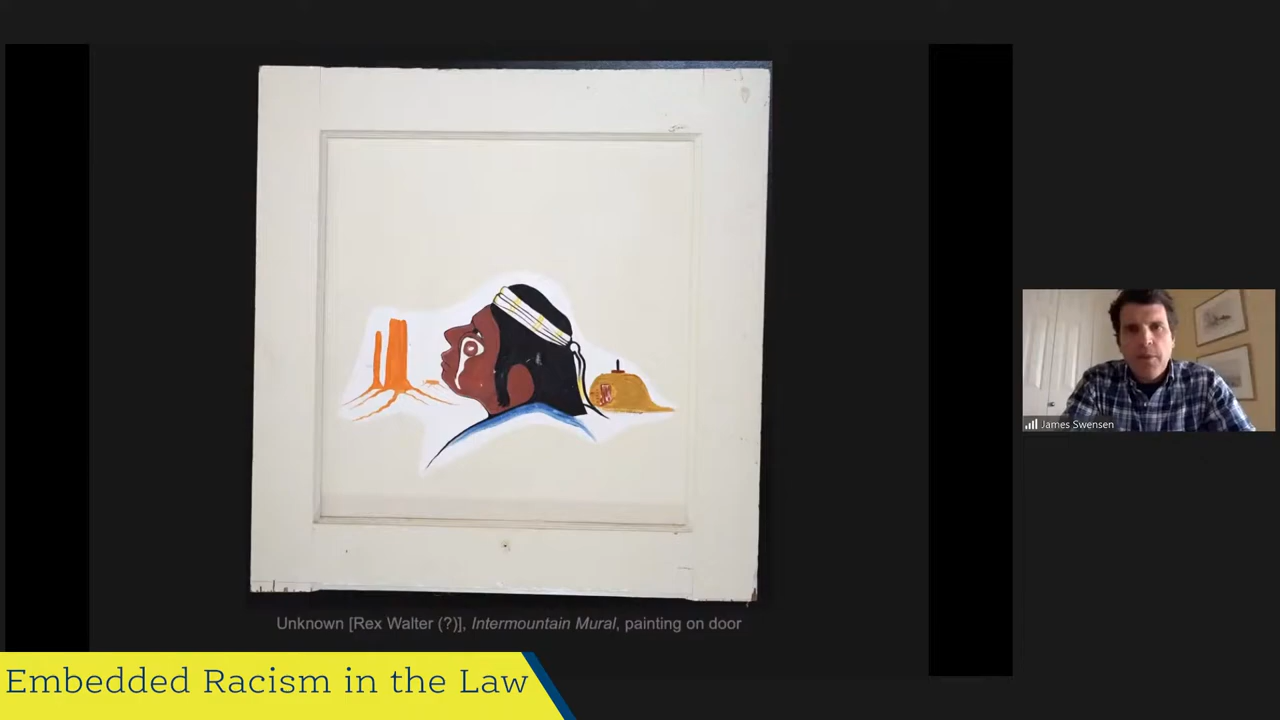 Unknown [Rex Walter (?)], Intermountain Mural, painting on door
James Swensen
Embedded Racism in the Law